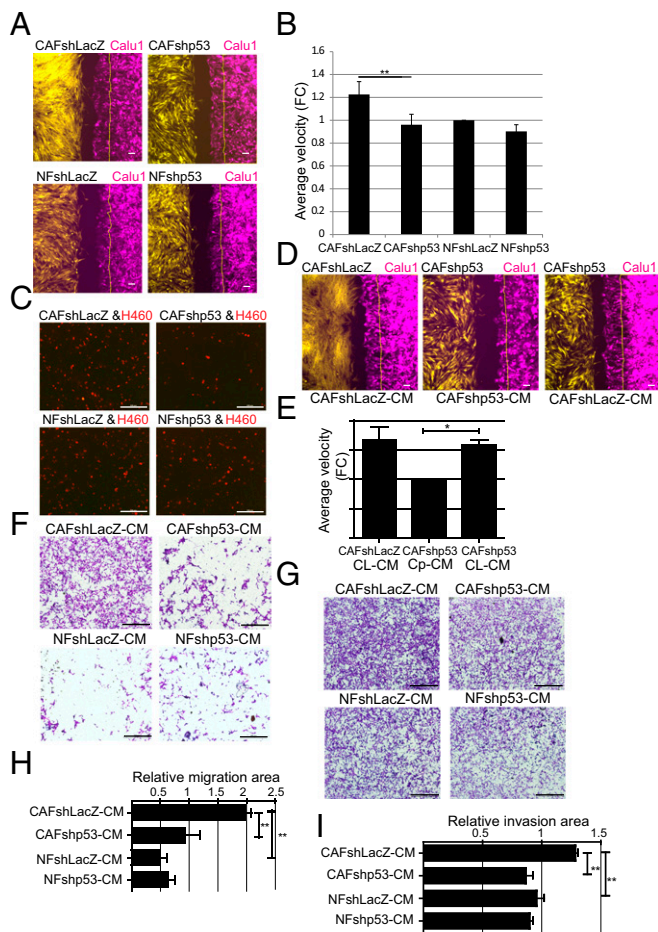 A
CAFshLacZ Calu1 CAFshp53 Calu1
NFshLacZ Calu1 NFshp53 Calu1
B
Average velocity (FC)
1.6
1.4
1.2
1
0.8
0.6
0.4
0.2
0
**
CAFshLacZ CAFshp53 NFshLacZ NFshp53
C
CAFshLacZ & H460 CAFshp53 & H460
NFshLacZ & H460 NFshp53 & H460
D
CAFshLacZ Calu1 CAFshp53 Calu1 CAFshp53 Calu1
CAFshLacZ-CM CAFshp53-CM CAFshLacZ-CM
E
Average velocity
(FC)
*
CAFshLacZ CAFshp53 CAFshp53
CL-CM Cp-CM CL-CM
F
CAFshLacZ-CM CAFshp53-CM
NFshLacZ-CM NFshp53-CM
G
CAFshLacZ-CM CAFshp53-CM
NFshLacZ-CM NFshp53-CM
H
Relative migration area
0.5 1 1.5 2 2.5
CAFshLacZ-CM
CAFshp53-CM
NFshLacZ-CM
NFshp53-CM
**
**
I
Relative invasion area
0.5 1 1.5
CAFshLacZ-CM
CAFshp53-CM
NFshLacZ-CM
NFshp53-CM
**
**